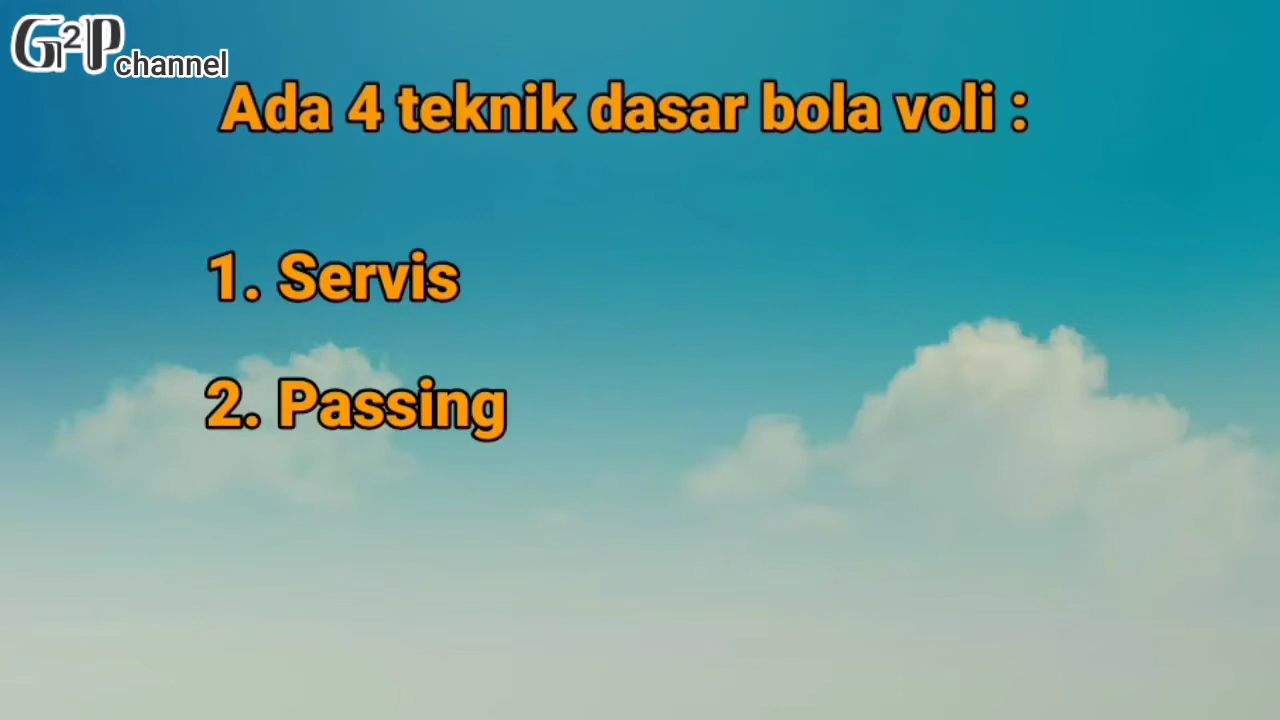 G2P channel
Ada 4 teknik dasar bola voli :
1. Servis
2. Passing